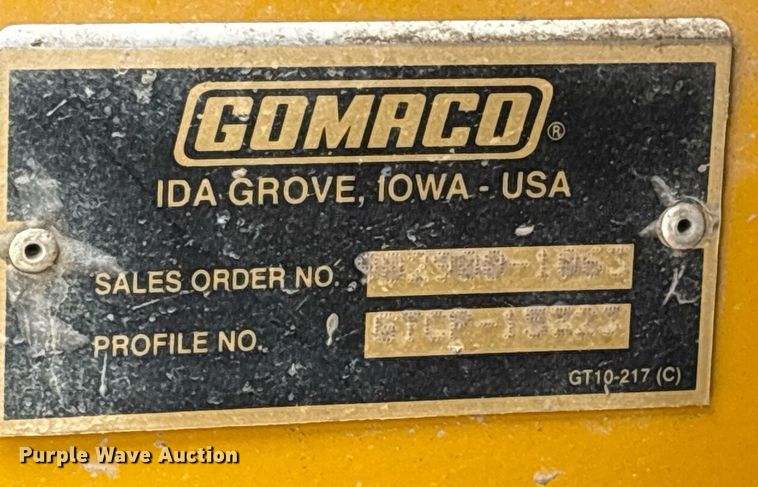 GOMACO ®
IDA GROVE, IOWA - USA
SALES ORDER NO.
PROFILE NO.
GT10-217 (C)
Purple Wave Auction